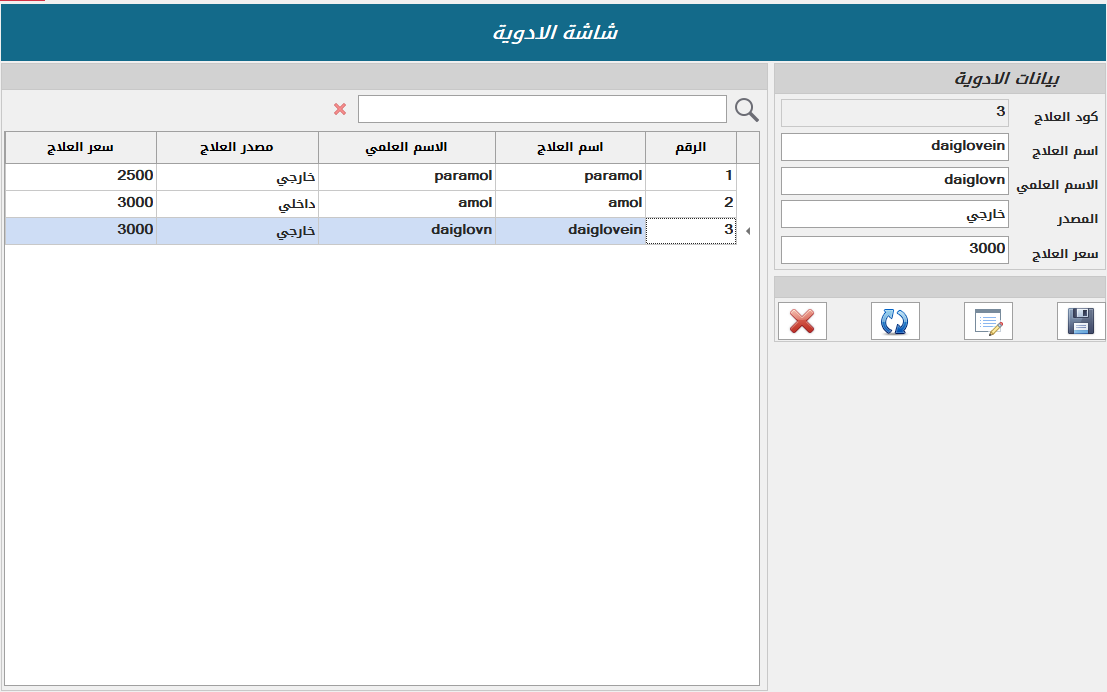 شاشة الادوية
بيانات الادوية
كود العلاج 3
اسم العلاج daiglovein
الاسم العلمي daiglovn
المصدر خارجي
سعر العلاج 3000
الرقم اسم العلاج الاسم العلمي مصدر العلاج سعر العلاج
1 paramol paramol خارجي 2500
2 amol amol داخلي 3000
3 daiglovein daiglovn خارجي 3000